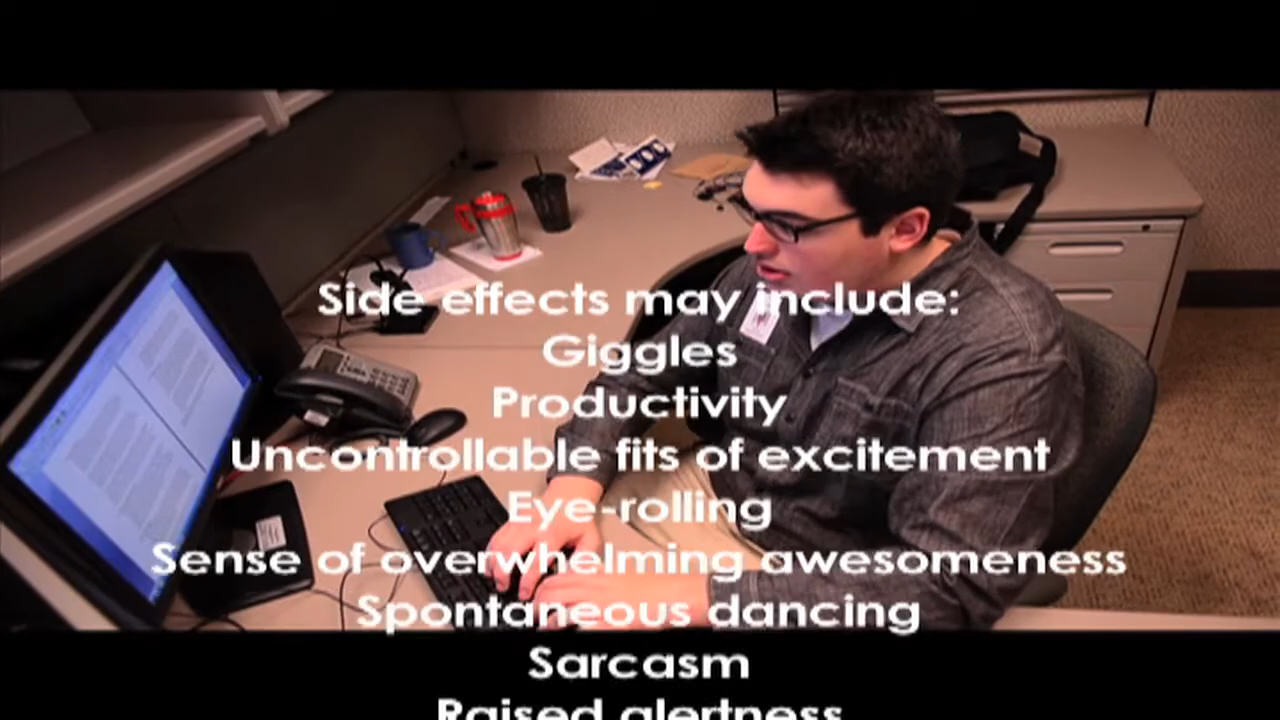 Side effects may include:
Giggles
Productivity
Uncontrollable fits of excitement
Eye-rolling
Sense of overwhelming awesomeness
Spontaneous dancing
Sarcasm
Raised alertness